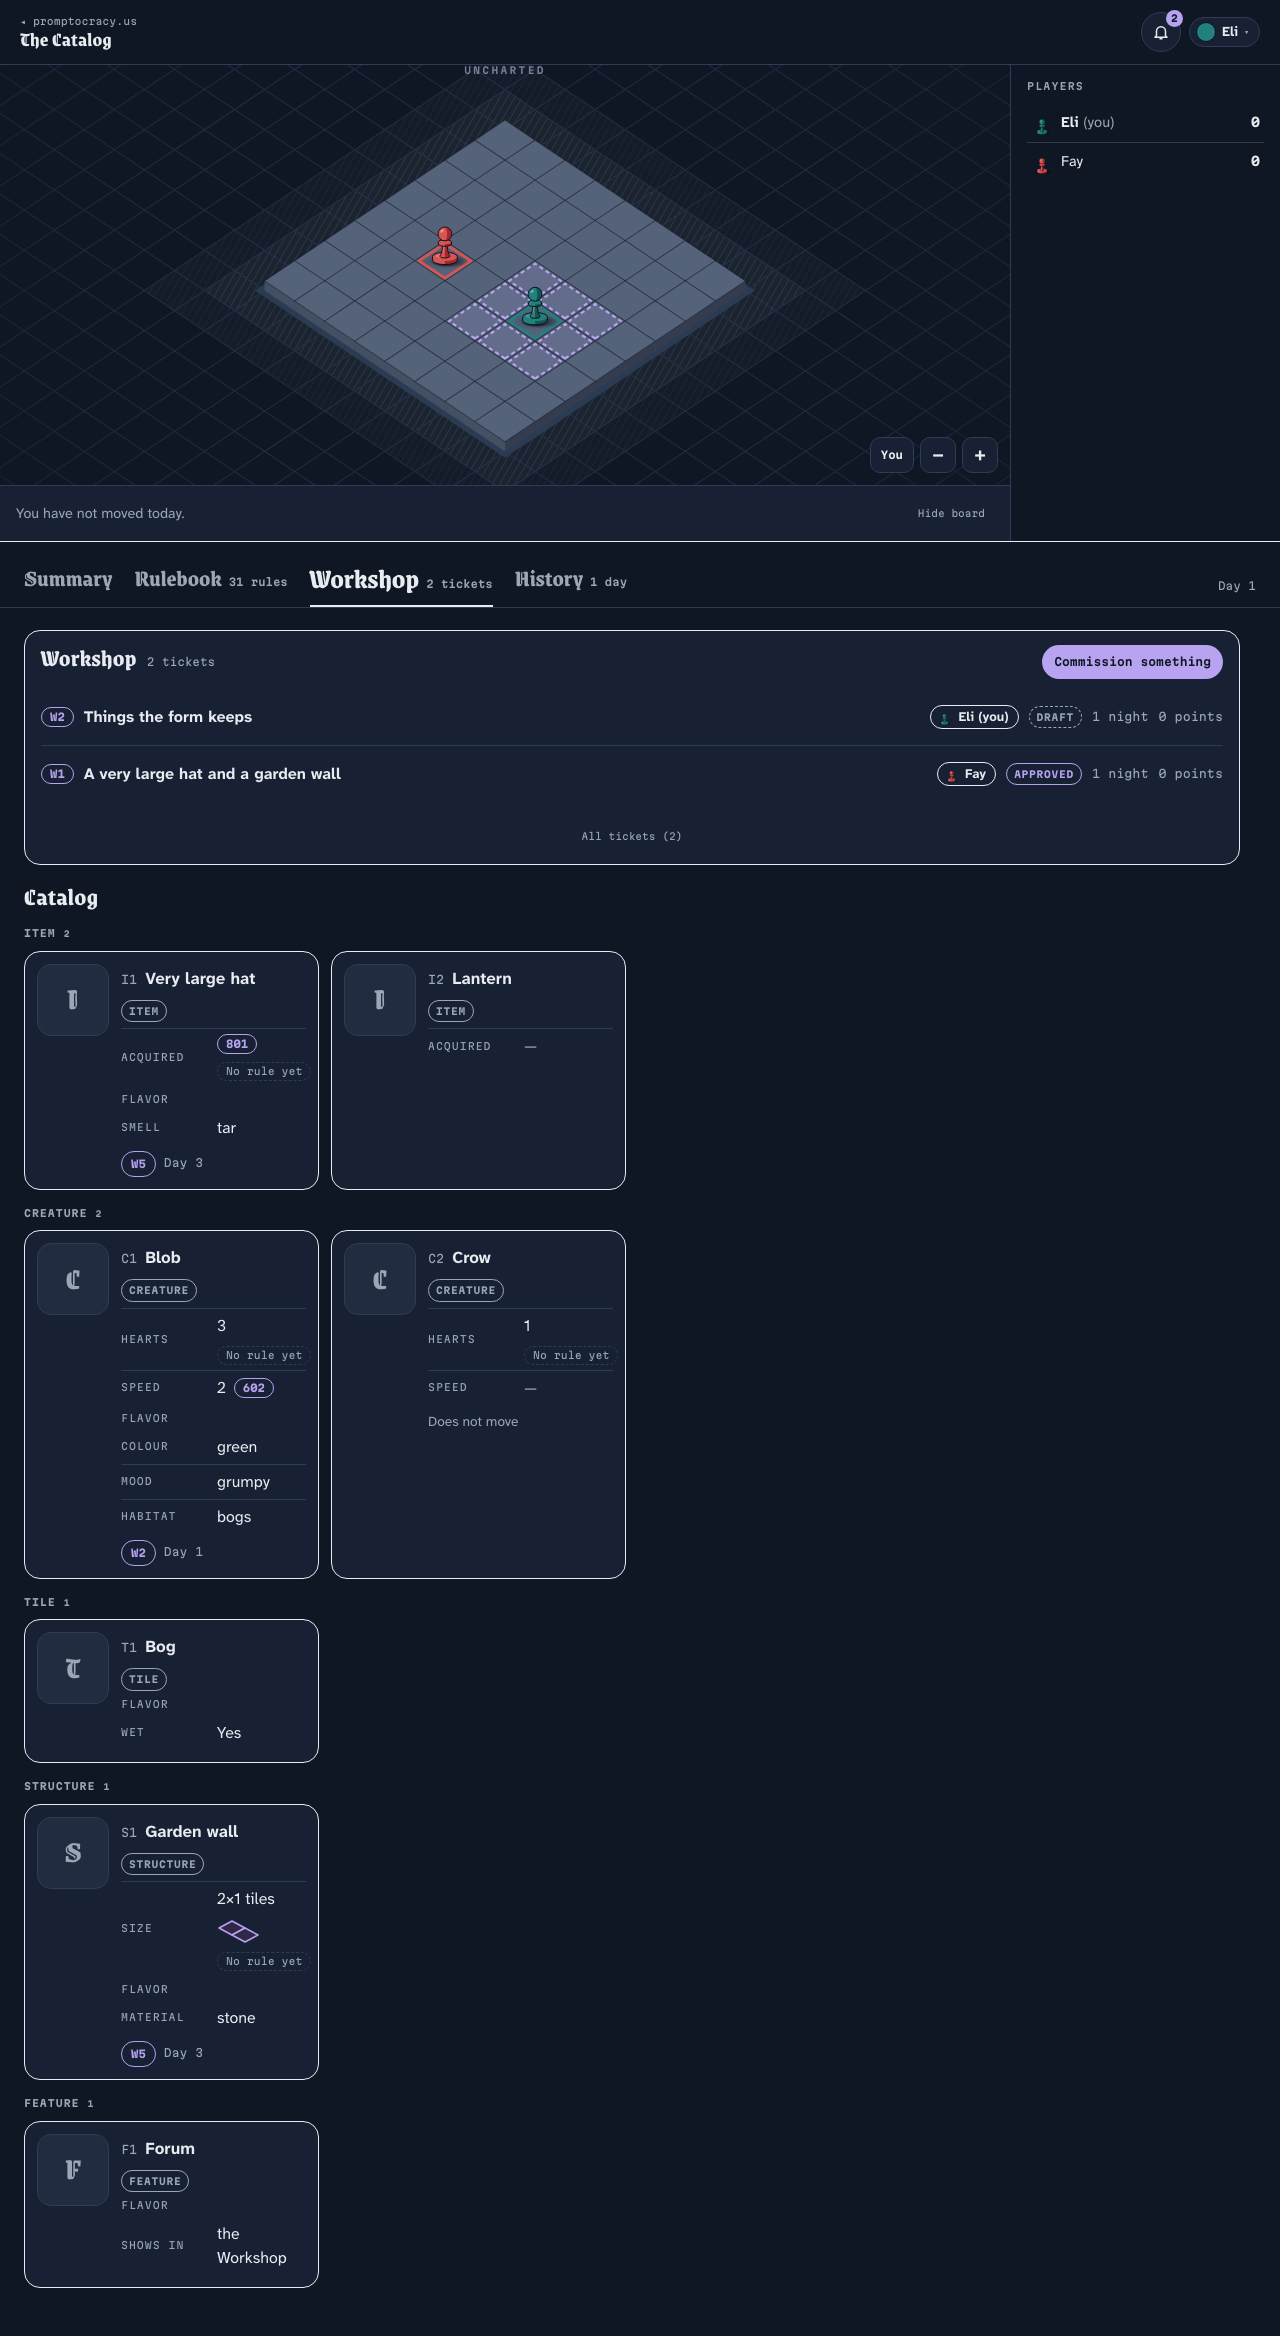 ◂ promptocracy.us
The Catalog
2
Eli ▾
UNCHARTED
You − +
You have not moved today.
Hide board
PLAYERS
Eli (you) 0
Fay 0
Summary Rulebook 31 rules Workshop 2 tickets History 1 day
Day 1
Workshop 2 tickets
Commission something
W2 Things the form keeps Eli (you) DRAFT 1 night 0 points
W1 A very large hat and a garden wall Fay APPROVED 1 night 0 points
All tickets (2)
Catalog
ITEM 2
I
I1 Very large hat
ITEM
ACQUIRED 801
No rule yet
FLAVOR
SMELL tar
W5 Day 3
I
I2 Lantern
ITEM
ACQUIRED —
CREATURE 2
C
C1 Blob
CREATURE
HEARTS 3
No rule yet
SPEED 2 602
FLAVOR
COLOUR green
MOOD grumpy
HABITAT bogs
W2 Day 1
C
C2 Crow
CREATURE
HEARTS 1
No rule yet
SPEED —
Does not move
TILE 1
T
T1 Bog
TILE
FLAVOR
WET Yes
STRUCTURE 1
S
S1 Garden wall
STRUCTURE
SIZE 2×1 tiles
No rule yet
FLAVOR
MATERIAL stone
W5 Day 3
FEATURE 1
F
F1 Forum
FEATURE
FLAVOR
SHOWS IN the
Workshop